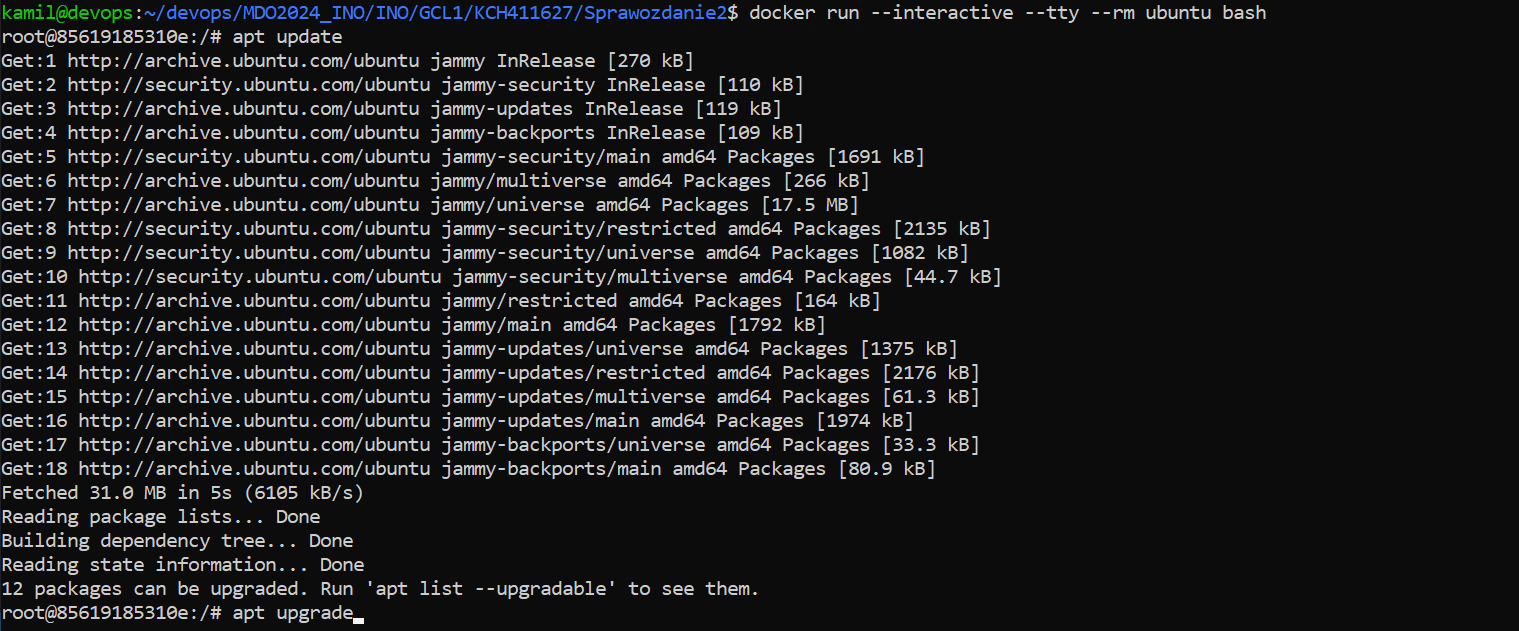 kamil@devops:~/devops/MDO2024_INO/INO/GCL1/KCH411627/Sprawozdanie2$ docker run --interactive --tty --rm ubuntu bash
root@85619185310e:/# apt update
Get:1 http://archive.ubuntu.com/ubuntu jammy InRelease [270 kB]
Get:2 http://security.ubuntu.com/ubuntu jammy-security InRelease [110 kB]
Get:3 http://archive.ubuntu.com/ubuntu jammy-updates InRelease [119 kB]
Get:4 http://archive.ubuntu.com/ubuntu jammy-backports InRelease [109 kB]
Get:5 http://security.ubuntu.com/ubuntu jammy-security/main amd64 Packages [1691 kB]
Get:6 http://archive.ubuntu.com/ubuntu jammy/multiverse amd64 Packages [266 kB]
Get:7 http://archive.ubuntu.com/ubuntu jammy/universe amd64 Packages [17.5 MB]
Get:8 http://security.ubuntu.com/ubuntu jammy-security/restricted amd64 Packages [2135 kB]
Get:9 http://security.ubuntu.com/ubuntu jammy-security/universe amd64 Packages [1082 kB]
Get:10 http://security.ubuntu.com/ubuntu jammy-security/multiverse amd64 Packages [44.7 kB]
Get:11 http://archive.ubuntu.com/ubuntu jammy/restricted amd64 Packages [164 kB]
Get:12 http://archive.ubuntu.com/ubuntu jammy/main amd64 Packages [1792 kB]
Get:13 http://archive.ubuntu.com/ubuntu jammy-updates/universe amd64 Packages [1375 kB]
Get:14 http://archive.ubuntu.com/ubuntu jammy-updates/restricted amd64 Packages [2176 kB]
Get:15 http://archive.ubuntu.com/ubuntu jammy-updates/multiverse amd64 Packages [61.3 kB]
Get:16 http://archive.ubuntu.com/ubuntu jammy-updates/main amd64 Packages [1974 kB]
Get:17 http://archive.ubuntu.com/ubuntu jammy-backports/universe amd64 Packages [33.3 kB]
Get:18 http://archive.ubuntu.com/ubuntu jammy-backports/main amd64 Packages [80.9 kB]
Fetched 31.0 MB in 5s (6105 kB/s)
Reading package lists... Done
Building dependency tree... Done
Reading state information... Done
12 packages can be upgraded. Run 'apt list --upgradable' to see them.
root@85619185310e:/# apt upgrade